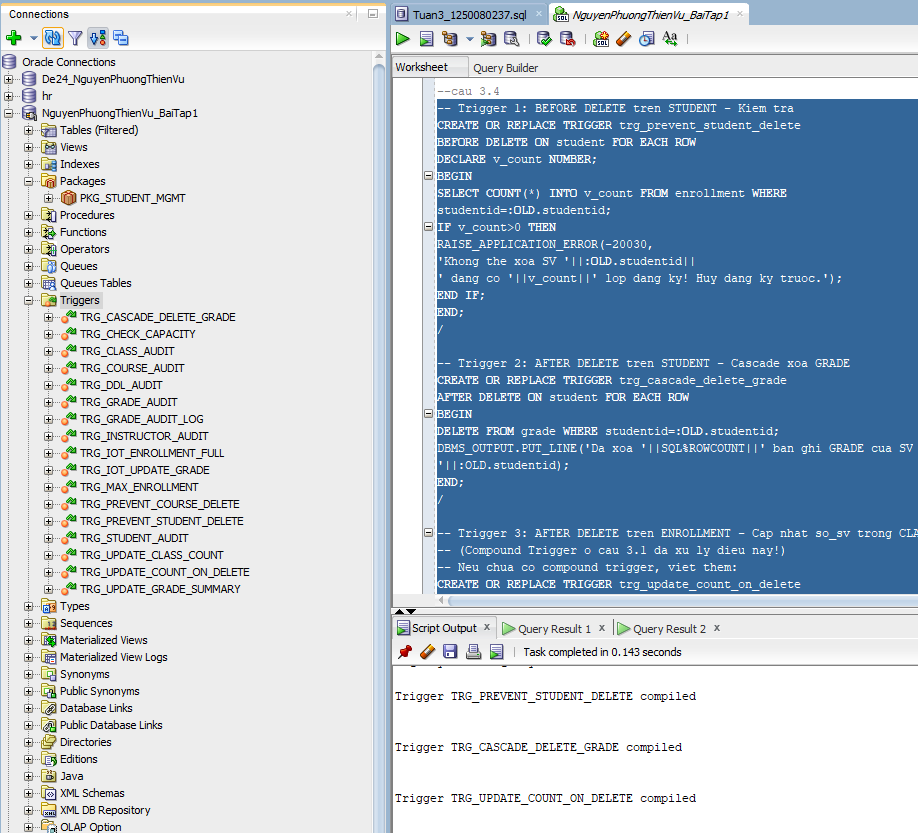 Connections
Oracle Connections
De24_NguyenPhuongThienVu
hr
NguyenPhuongThienVu_BaiTap1
Tables (Filtered)
Views
Indexes
Packages
PKG_STUDENT_MGMT
Procedures
Functions
Operators
Queues
Queues Tables
Triggers
TRG_CASCADE_DELETE_GRADE
TRG_CHECK_CAPACITY
TRG_CLASS_AUDIT
TRG_COURSE_AUDIT
TRG_DDL_AUDIT
TRG_GRADE_AUDIT
TRG_GRADE_AUDIT_LOG
TRG_INSTRUCTOR_AUDIT
TRG_IOT_ENROLLMENT_FULL
TRG_IOT_UPDATE_GRADE
TRG_MAX_ENROLLMENT
TRG_PREVENT_COURSE_DELETE
TRG_PREVENT_STUDENT_DELETE
TRG_STUDENT_AUDIT
TRG_UPDATE_CLASS_COUNT
TRG_UPDATE_COUNT_ON_DELETE
TRG_UPDATE_GRADE_SUMMARY
Types
Sequences
Materialized Views
Materialized View Logs
Synonyms
Public Synonyms
Database Links
Public Database Links
Directories
Editions
Java
XML Schemas
XML DB Repository
OLAP Option
Tuan3_1250080237.sql
NguyenPhuongThienVu_BaiTap1
Worksheet Query Builder
--cau 3.4
-- Trigger 1: BEFORE DELETE tren STUDENT - Kiem tra
CREATE OR REPLACE TRIGGER trg_prevent_student_delete
BEFORE DELETE ON student FOR EACH ROW
DECLARE v_count NUMBER;
BEGIN
SELECT COUNT(*) INTO v_count FROM enrollment WHERE
studentid=:OLD.studentid;
IF v_count>0 THEN
RAISE_APPLICATION_ERROR(-20030,
'Khong the xoa SV '||:OLD.studentid||
' dang co '||v_count||' lop dang ky! Huy dang ky truoc.');
END IF;
END;
/
-- Trigger 2: AFTER DELETE tren STUDENT - Cascade xoa GRADE
CREATE OR REPLACE TRIGGER trg_cascade_delete_grade
AFTER DELETE ON student FOR EACH ROW
BEGIN
DELETE FROM grade WHERE studentid=:OLD.studentid;
DBMS_OUTPUT.PUT_LINE('Da xoa '||SQL%ROWCOUNT||' ban ghi GRADE cua SV
'||:OLD.studentid);
END;
/
-- Trigger 3: AFTER DELETE tren ENROLLMENT - Cap nhat so_sv trong CLA
-- (Compound Trigger o cau 3.1 da xu ly dieu nay!)
-- Neu chua co compound trigger, viet them:
CREATE OR REPLACE TRIGGER trg_update_count_on_delete
Script Output Query Result 1 Query Result 2
Task completed in 0.143 seconds
Trigger TRG_PREVENT_STUDENT_DELETE compiled
Trigger TRG_CASCADE_DELETE_GRADE compiled
Trigger TRG_UPDATE_COUNT_ON_DELETE compiled